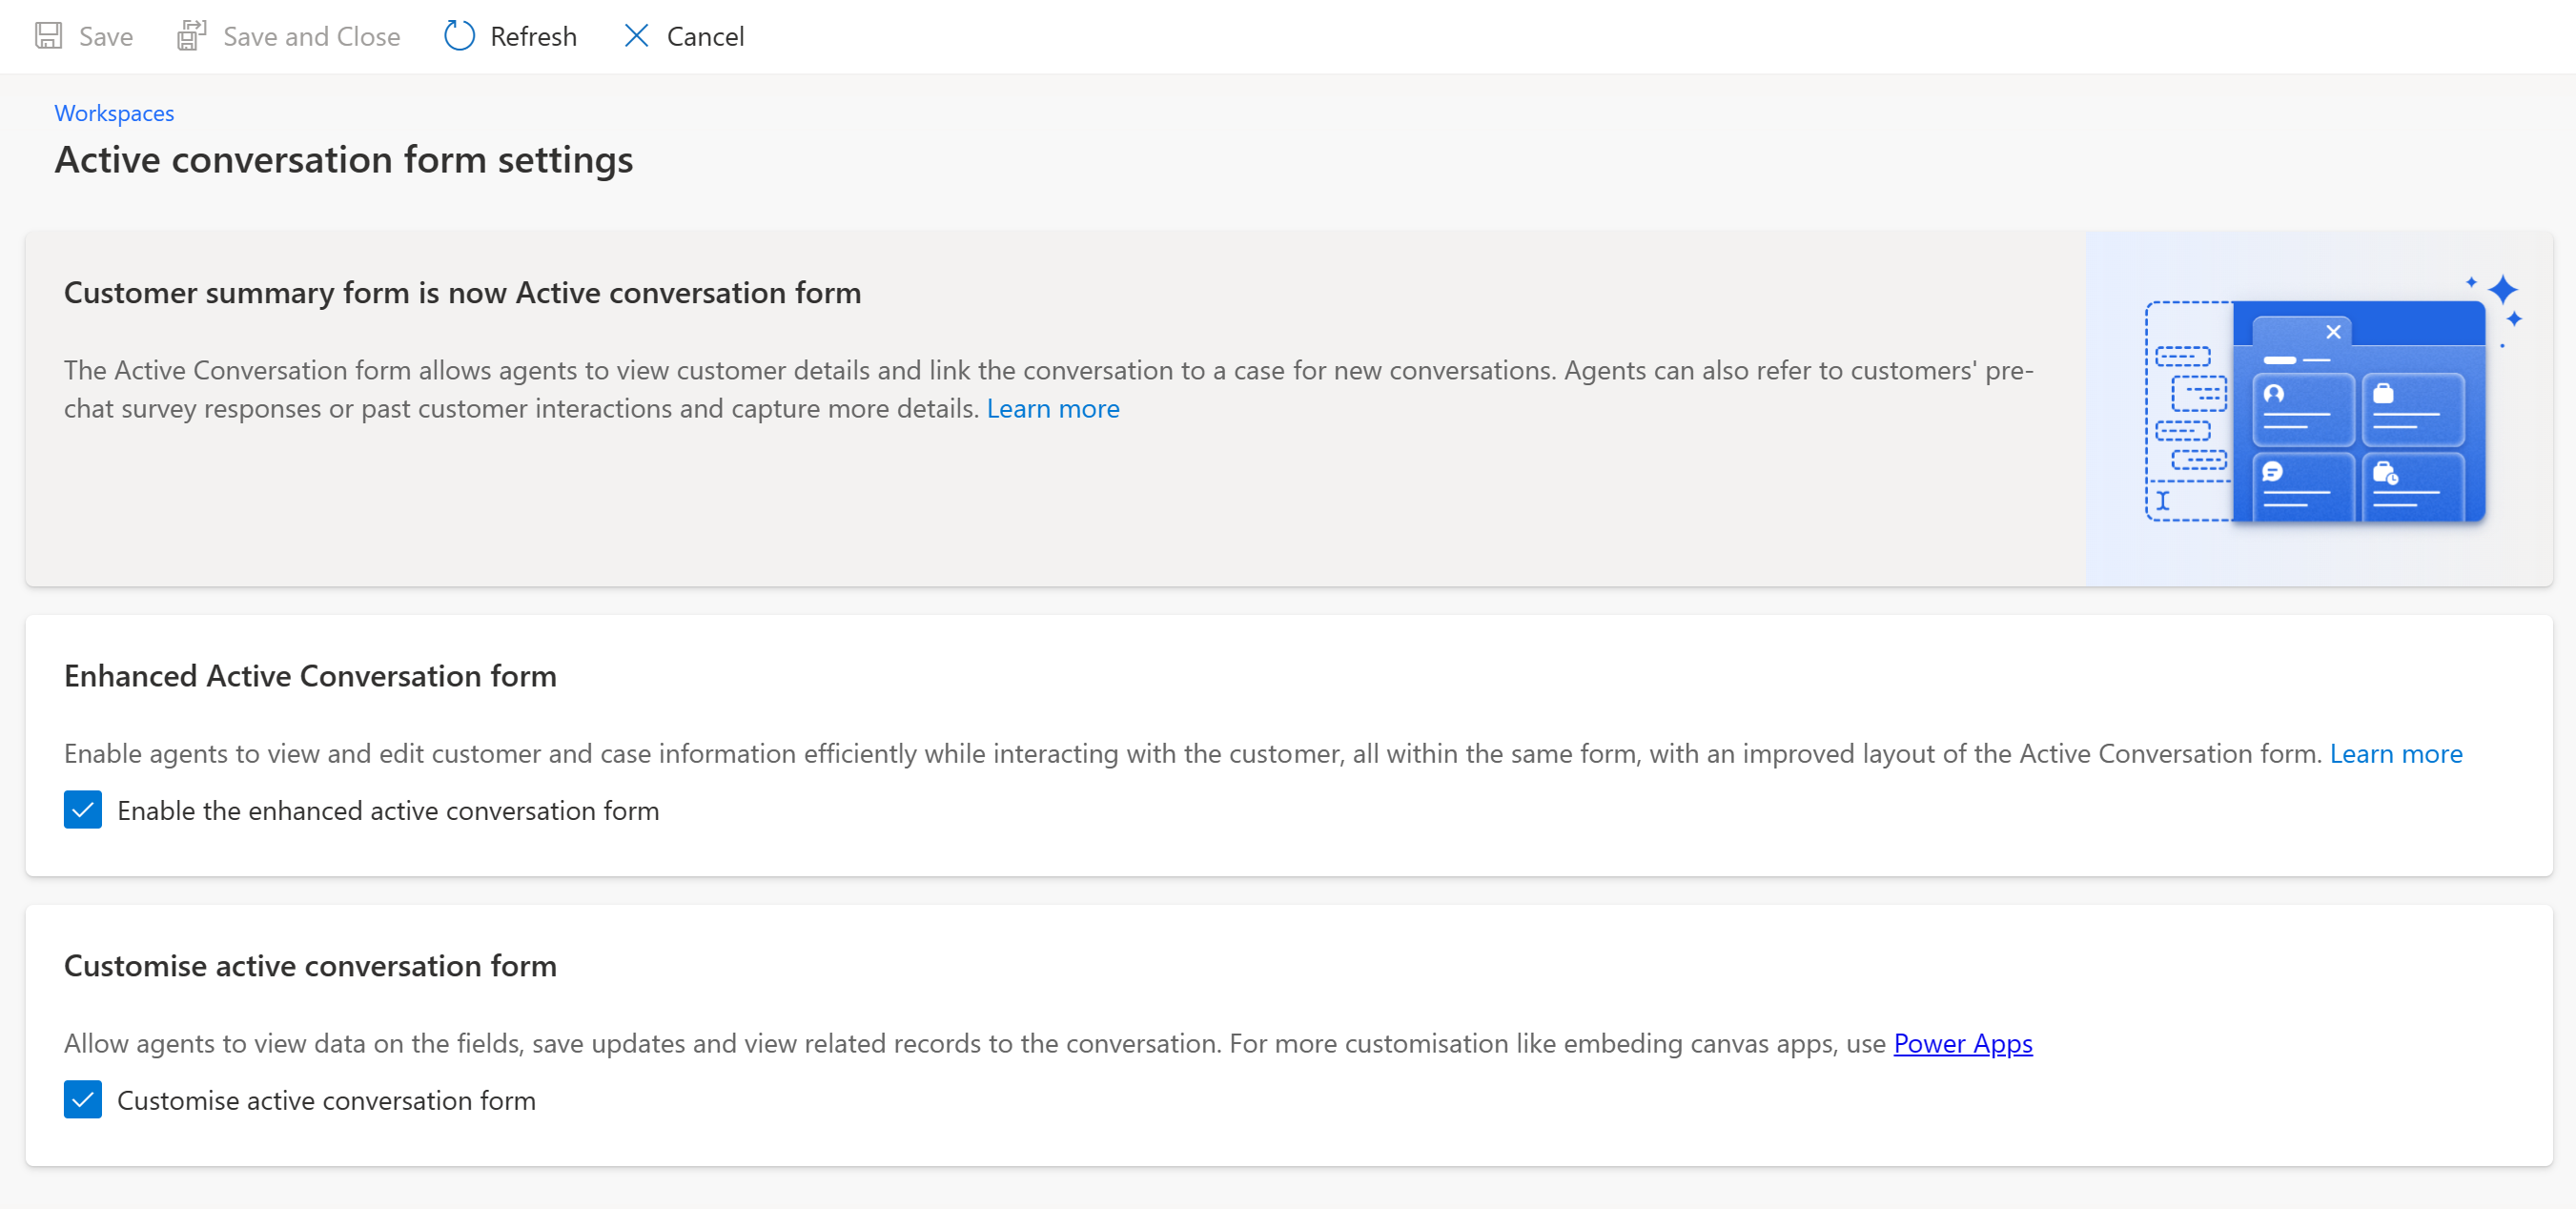 Save
Save and Close
Refresh
Cancel
Workspaces
Active conversation form settings
Customer summary form is now Active conversation form
The Active Conversation form allows agents to view customer details and link the conversation to a case for new conversations. Agents can also refer to customers' pre-
chat survey responses or past customer interactions and capture more details. Learn more
Enhanced Active Conversation form
Enable agents to view and edit customer and case information efficiently while interacting with the customer, all within the same form, with an improved layout of the Active Conversation form. Learn more
Enable the enhanced active conversation form
Customise active conversation form
Allow agents to view data on the fields, save updates and view related records to the conversation. For more customisation like embeding canvas apps, use Power Apps
Customise active conversation form